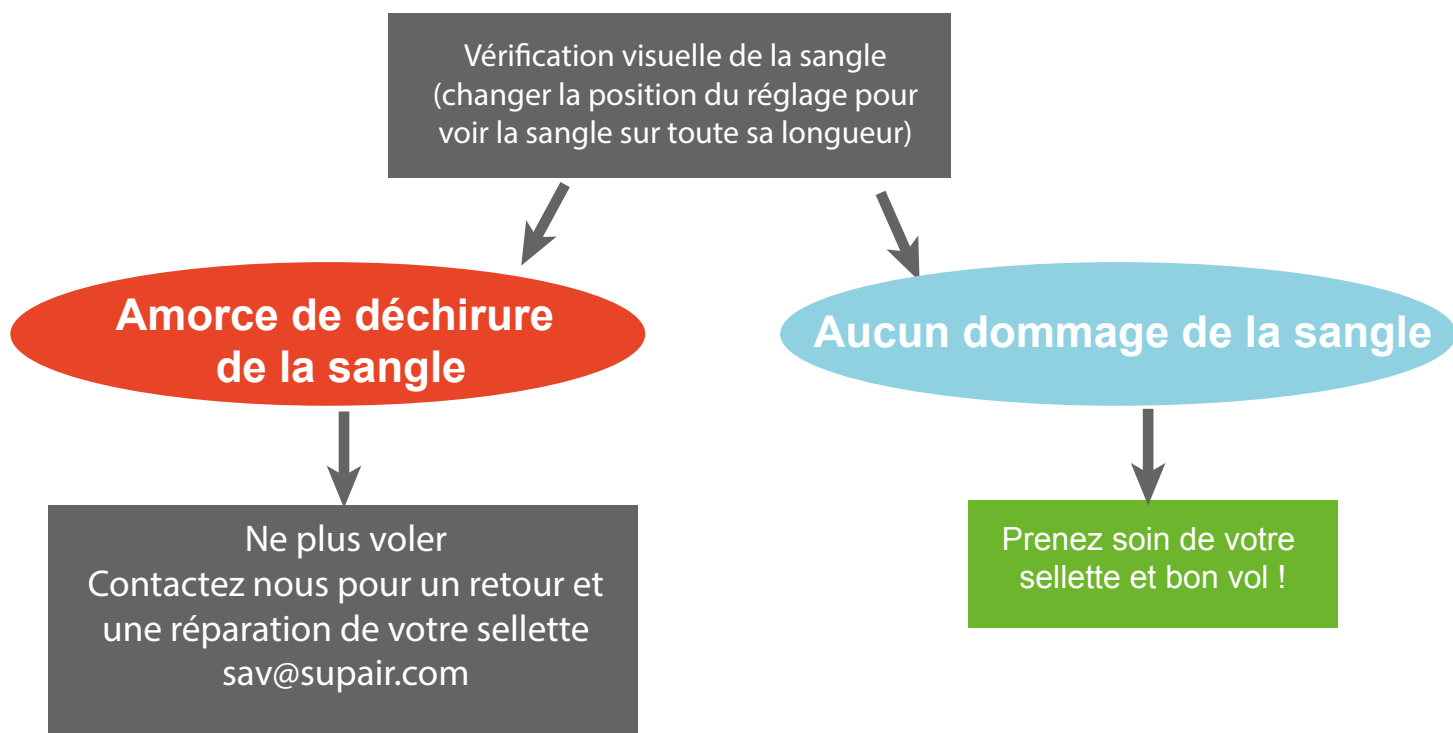 Vérification visuelle de la sangle
(changer la position du réglage pour
voir la sangle sur toute sa longueur)
Amorce de déchirure
de la sangle
Aucun dommage de la sangle
Ne plus voler
Contactez nous pour un retour et
une réparation de votre sellette
sav@supair.com
Prenez soin de votre
sellette et bon vol !